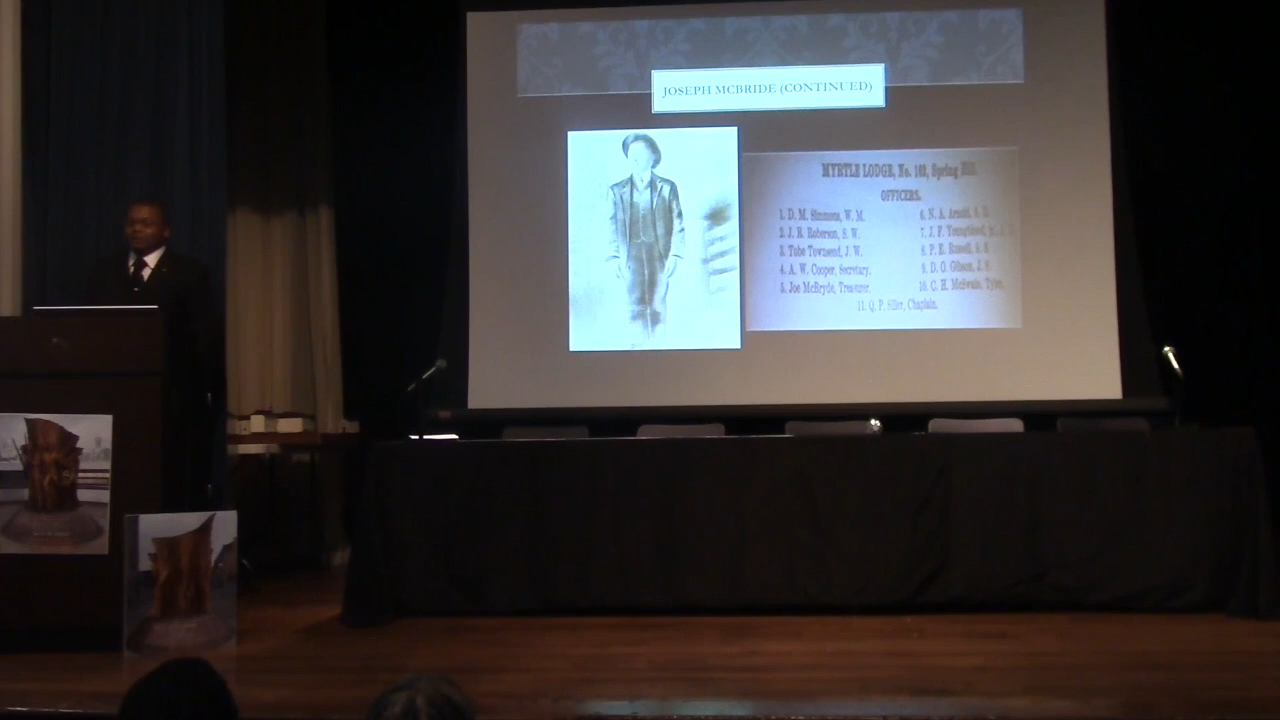 JOSEPH MCBRIDE (CONTINUED)
MYRTLE LODGE, No. 163, Spring Hill.
OFFICERS.
1. D. M. Simmons, W. M.
2. J. R. Roberson, S. W.
3. Tobe Townsend, J. W.
4. A. W. Cooper, Secretary.
5. Joe McBryde, Treasurer.
6. N. A. Arnold, S. D.
7. J. F. Youngblood,
8. P. E. Russell, S. S.
9. D. O. Gibson, J. S.
10. C. H. McSwain, Tyler.
11. Q. P. Siller, Chaplain.